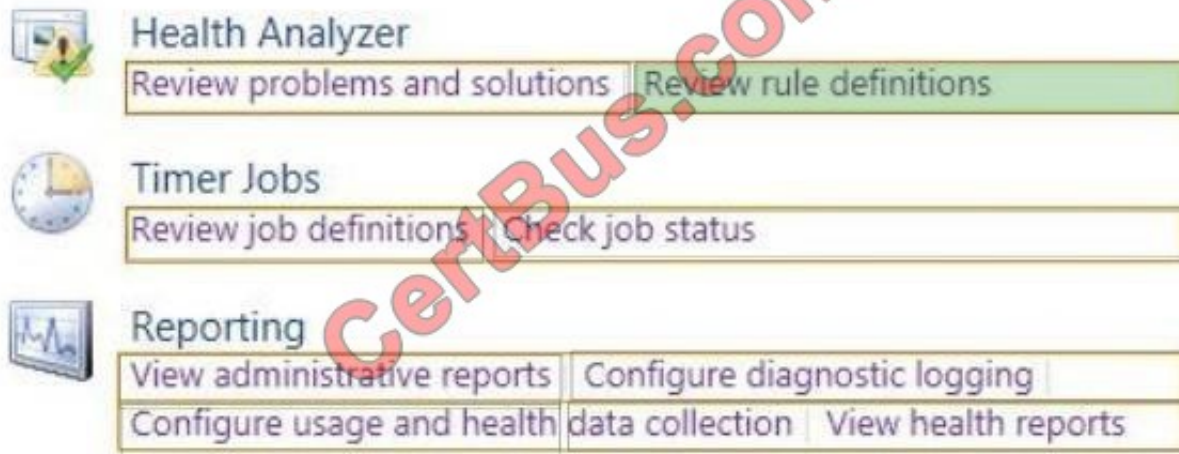 Health Analyzer
Review problems and solutions Review rule definitions
Timer Jobs
Review job definitions Check job status
Reporting
View administrative reports Configure diagnostic logging
Configure usage and health data collection View health reports
CertBus.com